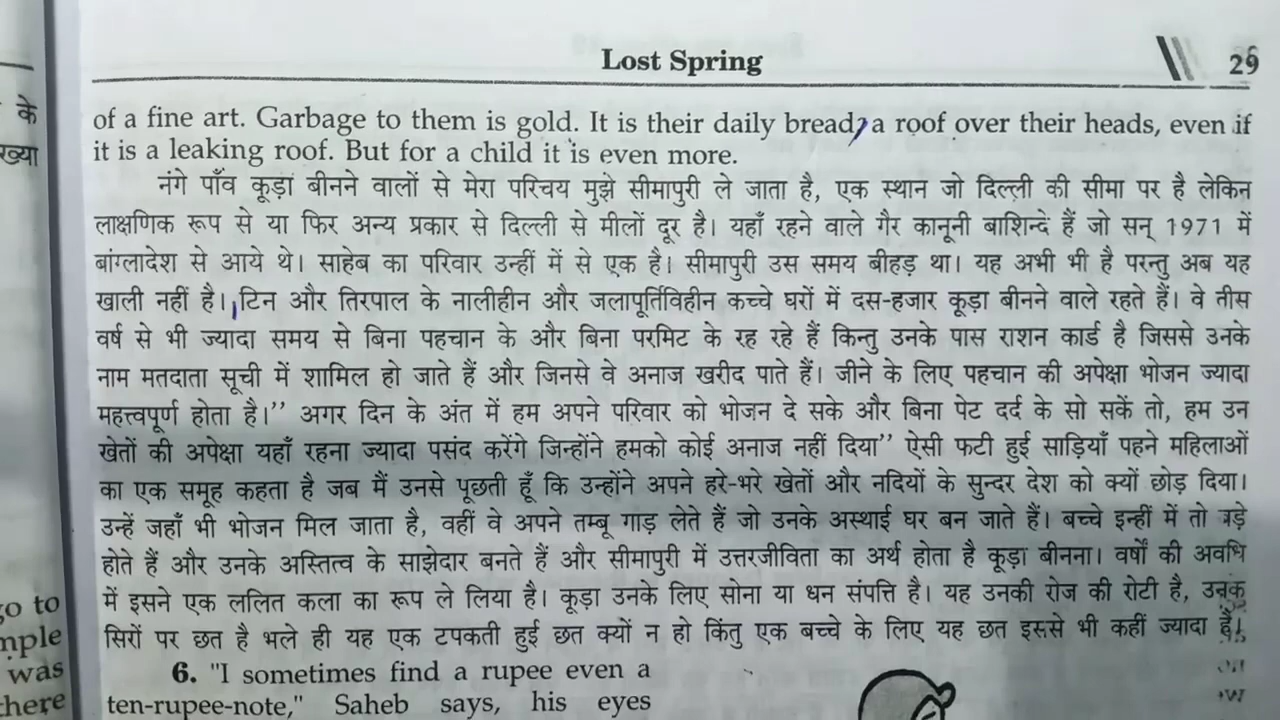 Lost Spring 29
of a fine art. Garbage to them is gold. It is their daily bread, a roof over their heads, even if
it is a leaking roof. But for a child it is even more.
नंगे पाँव कूड़ा बीनने वालों से मेरा परिचय मुझे सीमापुरी ले जाता है, एक स्थान जो दिल्ली की सीमा पर है लेकिन
लाक्षणिक रूप से या फिर अन्य प्रकार से दिल्ली से मीलों दूर है। यहाँ रहने वाले गैर कानूनी बाशिन्दे हैं जो सन् 1971 में
बांग्लादेश से आये थे। साहेब का परिवार उन्हीं में से एक है। सीमापुरी उस समय बीहड़ था। यह अभी भी है परन्तु अब यह
खाली नहीं है। टिन और तिरपाल के नालीहीन और जलापूर्तिविहीन कच्चे घरों में दस-हजार कूड़ा बीनने वाले रहते हैं। वे तीस
वर्ष से भी ज्यादा समय से बिना पहचान के और बिना परमिट के रह रहे हैं किन्तु उनके पास राशन कार्ड है जिससे उनके
नाम मतदाता सूची में शामिल हो जाते हैं और जिनसे वे अनाज खरीद पाते हैं। जीने के लिए पहचान की अपेक्षा भोजन ज्यादा
महत्त्वपूर्ण होता है।’’ अगर दिन के अंत में हम अपने परिवार को भोजन दे सके और बिना पेट दर्द के सो सकें तो, हम उन
खेतों की अपेक्षा यहाँ रहना ज्यादा पसंद करेंगे जिन्होंने हमको कोई अनाज नहीं दिया’’ ऐसी फटी हुई साड़ियाँ पहने महिलाओं
का एक समूह कहता है जब मैं उनसे पूछती हूँ कि उन्होंने अपने हरे-भरे खेतों और नदियों के सुन्दर देश को क्यों छोड़ दिया।
उन्हें जहाँ भी भोजन मिल जाता है, वहीं वे अपने तम्बू गाड़ लेते हैं जो उनके अस्थाई घर बन जाते हैं। बच्चे इन्हीं में तो बड़े
होते हैं और उनके अस्तित्व के साझेदार बनते हैं और सीमापुरी में उत्तरजीविता का अर्थ होता है कूड़ा बीनना। वर्षों की अवधि
में इसने एक ललित कला का रूप ले लिया है। कूड़ा उनके लिए सोना या धन संपत्ति है। यह उनकी रोज की रोटी है, उनके
सिरों पर छत है भले ही यह एक टपकती हुई छत क्यों न हो किंतु एक बच्चे के लिए यह छत इससे भी कहीं ज्यादा है।
6. "I sometimes find a rupee even a
ten-rupee-note," Saheb says, his eyes
के
ख्या
go to
mple
was
there